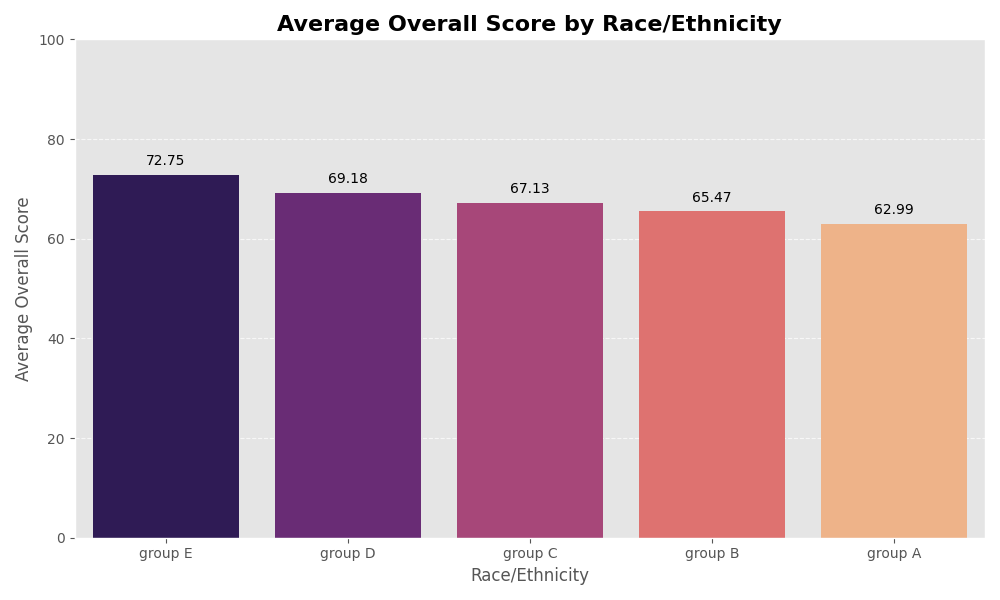 Average Overall Score by Race/Ethnicity
100
80
60
40
20
0
Average Overall Score
72.75
69.18
67.13
65.47
62.99
group E
group D
group C
group B
group A
Race/Ethnicity